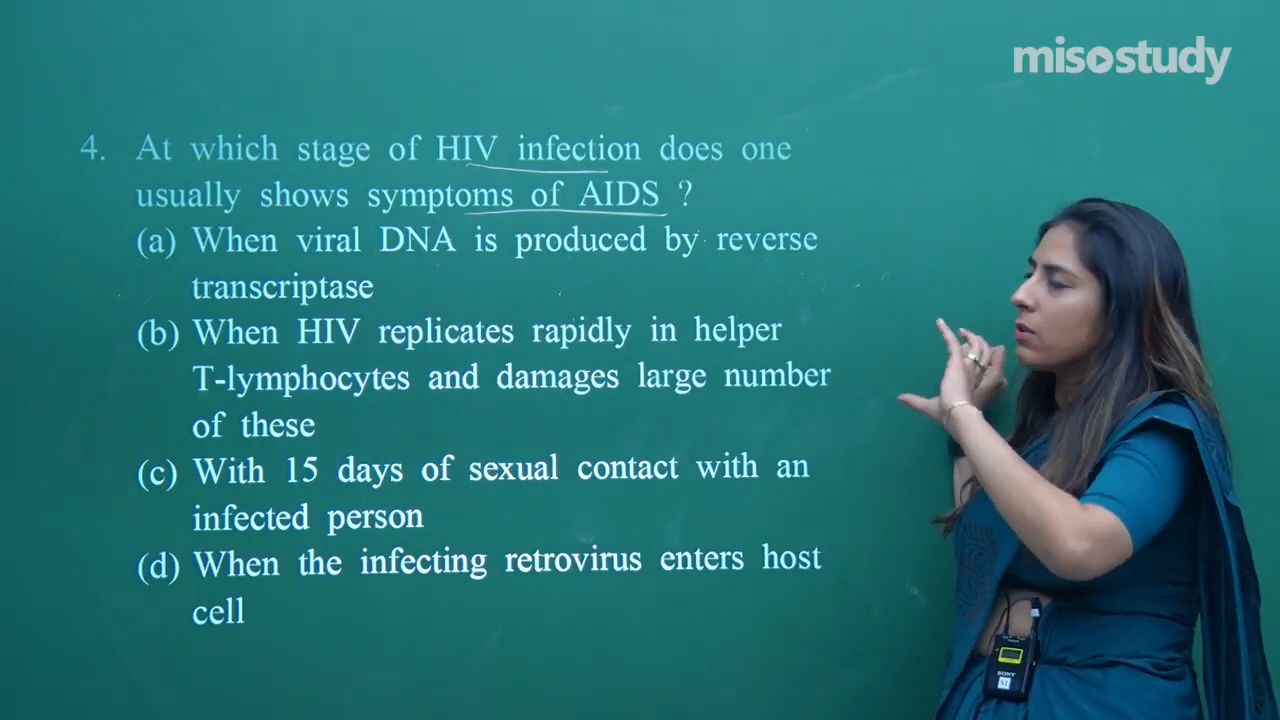 misostudy
4. At which stage of HIV infection does one
usually shows symptoms of AIDS ?
(a) When viral DNA is produced by reverse
transcriptase
(b) When HIV replicates rapidly in helper
T-lymphocytes and damages large number
of these
(c) With 15 days of sexual contact with an
infected person
(d) When the infecting retrovirus enters host
cell
SONY